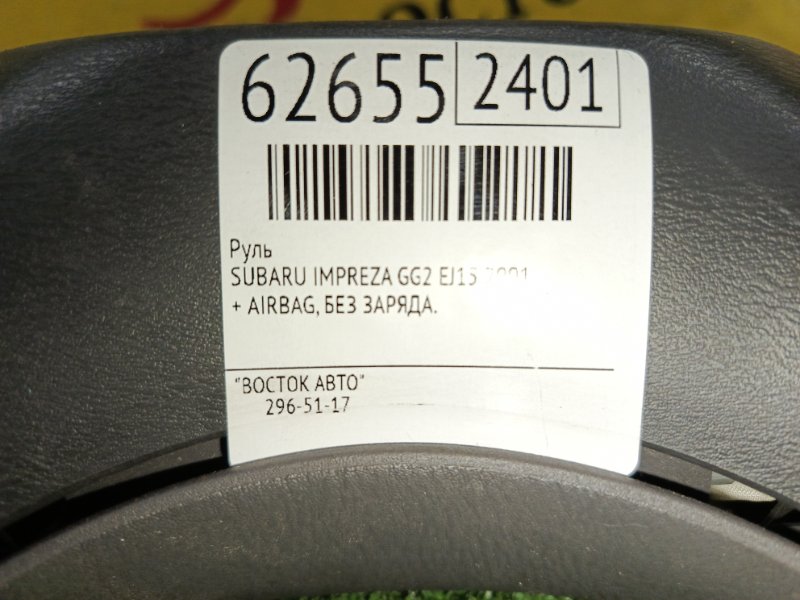 62655 2401
Руль
SUBARU IMPREZA GG2 EJ15
+ AIRBAG, БЕЗ ЗАРЯДА.
"ВОСТОК АВТО"
296-51-17